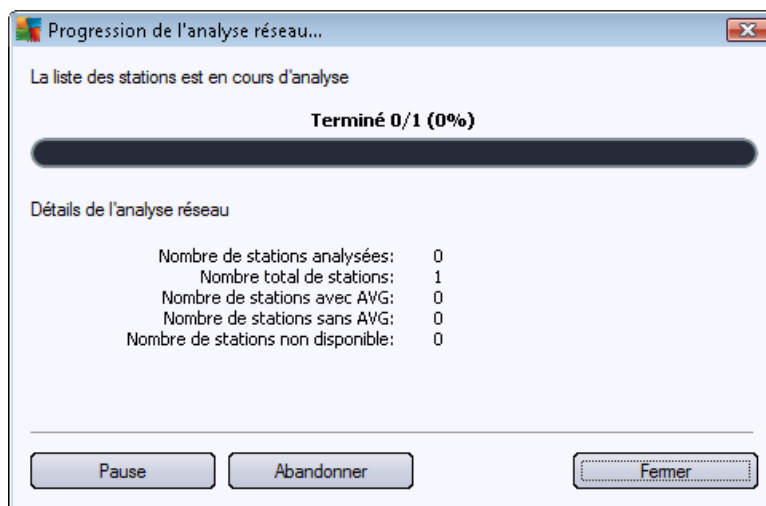 Progression de l'analyse réseau...
La liste des stations est en cours d'analyse
Terminé 0/1 (0%)
Détails de l'analyse réseau
Nombre de stations analysées: 0
Nombre total de stations: 1
Nombre de stations avec AVG: 0
Nombre de stations sans AVG: 0
Nombre de stations non disponible: 0
Pause Abandonner Fermer